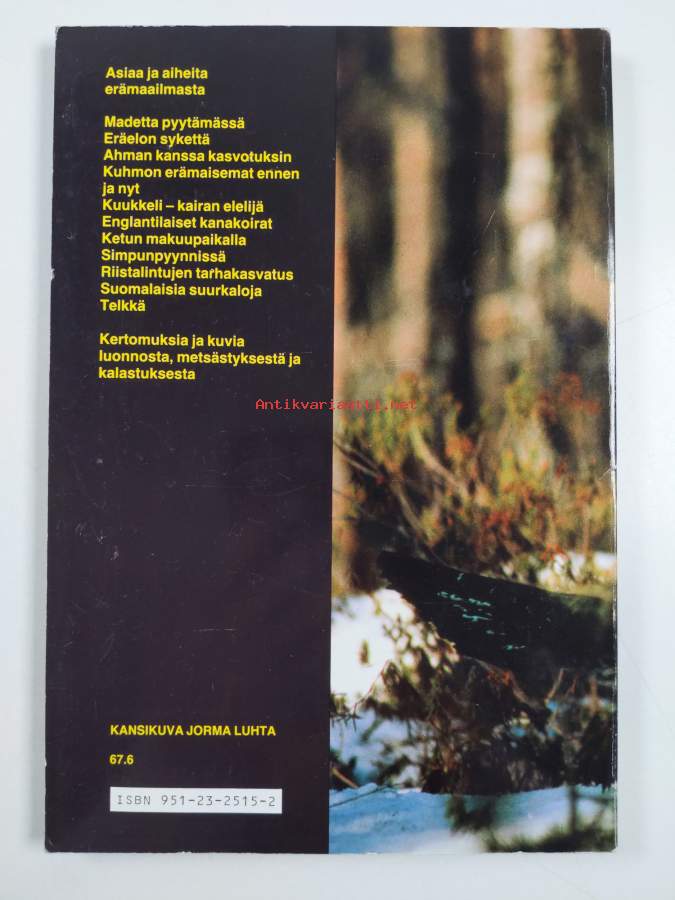 Asiaa ja aiheita
erämaailmasta
Madetta pyytämässä
Eräelon sykettä
Ahman kanssa kasvotuksin
Kuhmon erämaisemat ennen
ja nyt
Kuukkeli – kairan elelijä
Englantilaiset kanakoirat
Ketun makuupaikalla
Simpunpyynnissä
Riistalintujen tarhakasvatus
Suomalaisia suurkaloja
Telkkä
Kertomuksia ja kuvia
luonnosta, metsästyksestä ja
kalastuksesta
Antikvariaatti.net
KANSIKUVA JORMA LUHTA
67.6
ISBN 951-23-2515-2